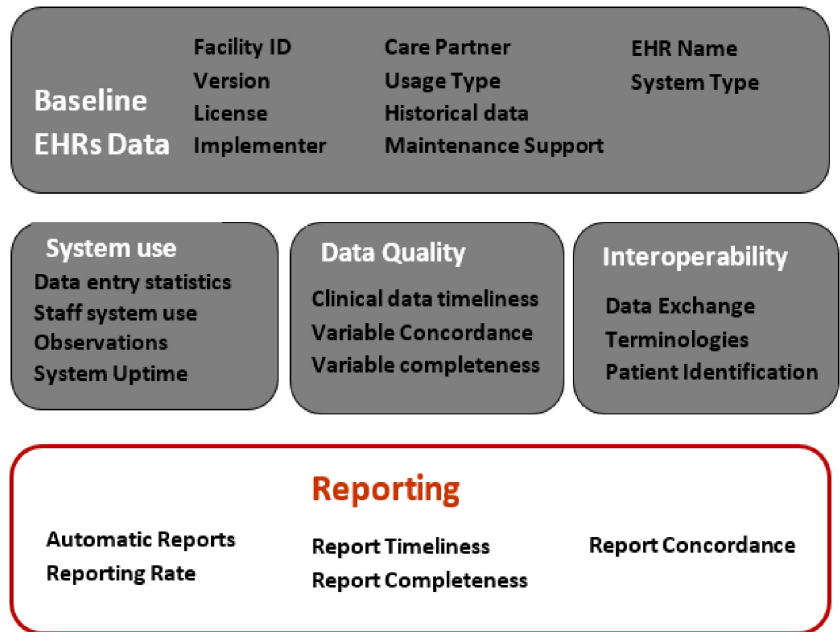 Baseline
EHRs Data
Facility ID
Version
License
Implementer
Care Partner
Usage Type
Historical data
Maintenance Support
EHR Name
System Type
System use
Data entry statistics
Staff system use
Observations
System Uptime
Data Quality
Clinical data timeliness
Variable Concordance
Variable completeness
Interoperability
Data Exchange
Terminologies
Patient Identification
Reporting
Automatic Reports
Reporting Rate
Report Timeliness
Report Completeness
Report Concordance